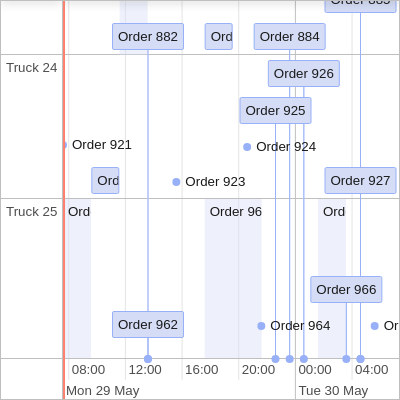 Order 882
Ord
Order 884
Truck 24
Order 926
Order 925
Order 921
Order 924
Ord
Order 923
Order 927
Truck 25
Ord
Order 96
Ord
Order 966
Order 962
Order 964
Or
08:00
12:00
16:00
20:00
00:00
04:00
Mon 29 May
Tue 30 May